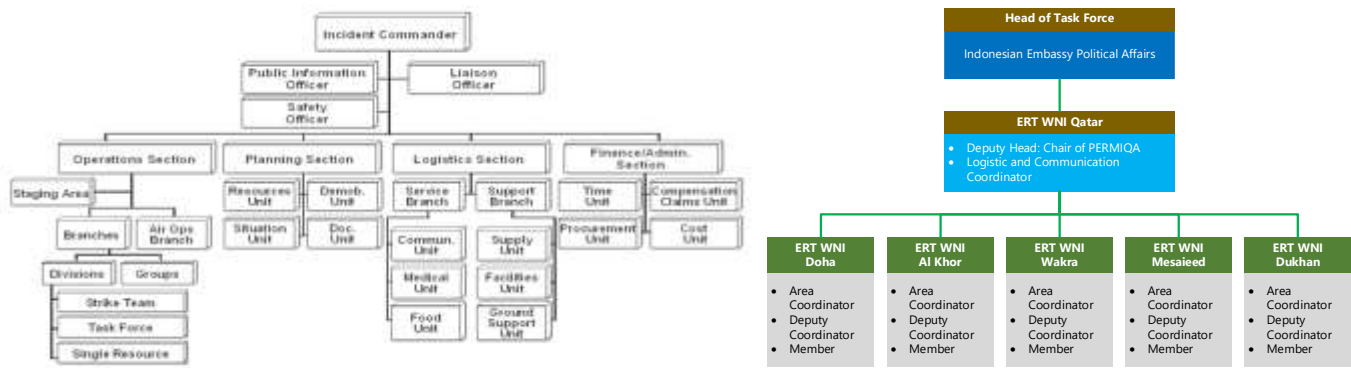 Incident Commander
Public Information
Officer
Liaison
Officer
Safety
Officer
Operations Section
Planning Section
Logistics Section
Finance/Admin.
Section
Staging Area
Resources
Unit
Demob.
Unit
Service
Branch
Support
Branch
Time
Unit
Compensation
Claims Unit
Branches
Air Ops
Branch
Situation
Unit
Doc.
Unit
Commun.
Unit
Supply
Unit
Procurement
Unit
Cost
Unit
Divisions
Groups
Medical
Unit
Facilities
Unit
Strike Team
Task Force
Single Resource
Food
Unit
Ground
Support
Unit
Head of Task Force
Indonesian Embassy Political Affairs
ERT WNI Qatar
• Deputy Head: Chair of PERMIQA
• Logistic and Communication
Coordinator
ERT WNI
Doha
• Area
Coordinator
• Deputy
Coordinator
• Member
ERT WNI
Al Khor
• Area
Coordinator
• Deputy
Coordinator
• Member
ERT WNI
Wakra
• Area
Coordinator
• Deputy
Coordinator
• Member
ERT WNI
Mesaieed
• Area
Coordinator
• Deputy
Coordinator
• Member
ERT WNI
Dukhan
• Area
Coordinator
• Deputy
Coordinator
• Member